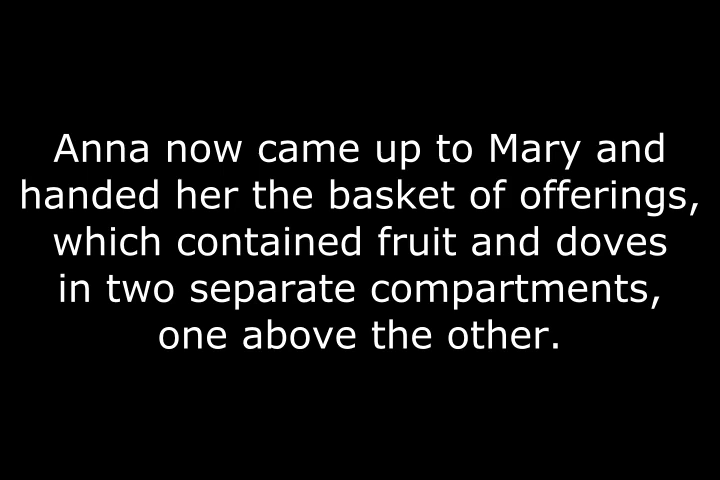 Anna now came up to Mary and
handed her the basket of offerings,
which contained fruit and doves
in two separate compartments,
one above the other.